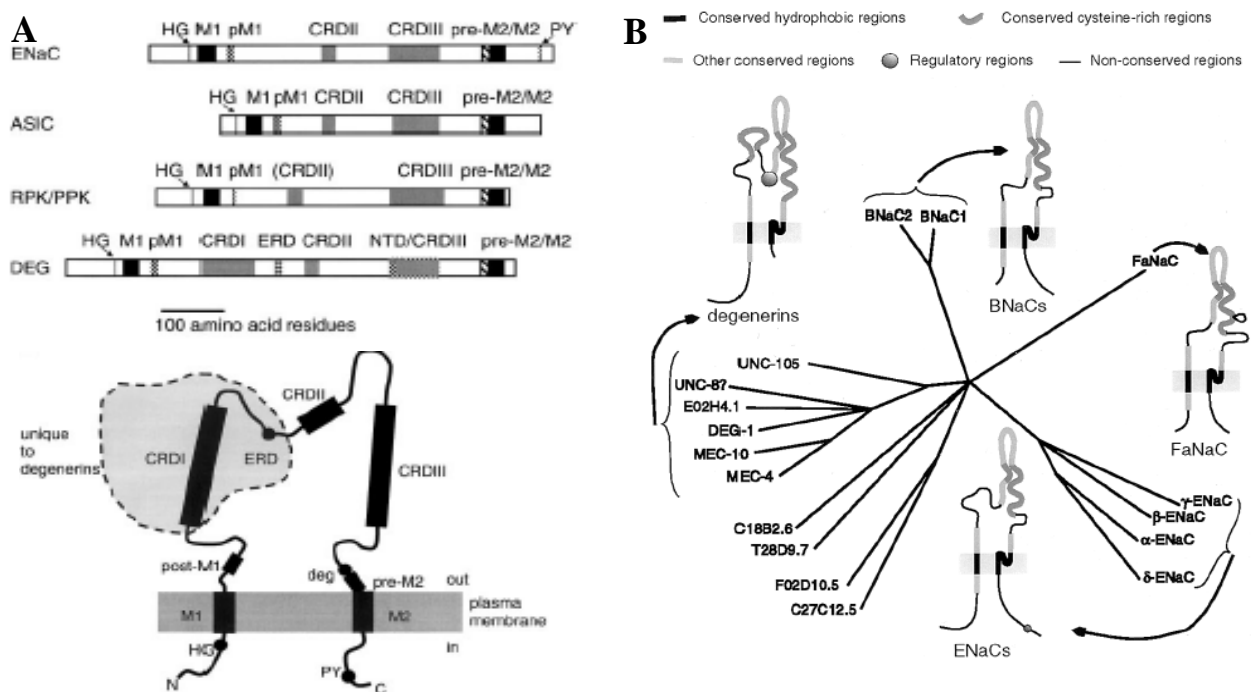 A
HG M1 pM1 CRDII CRDIII pre-M2/M2 PY
ENaC
HG M1 pM1 CRDII CRDIII pre-M2/M2
ASIC
HG M1 pM1 (CRDII) CRDIII pre-M2/M2
RPK/PPK
HG M1 pM1 CRDI ERD CRDII NTD/CRDIII pre-M2/M2
DEG
100 amino acid residues
CRDII
unique
to
degenerins
CRDI
ERD
CRDIII
post-M1
deg
pre-M2
out
plasma
membrane
in
M1
M2
HG
PY
N
C
B
Conserved hydrophobic regions
Conserved cysteine-rich regions
Other conserved regions
Regulatory regions
Non-conserved regions
degenerins
BNaC2
BNaC1
BNaCs
FaNaC
FaNaC
UNC-105
UNC-8?
E02H4.1
DEG-1
MEC-10
MEC-4
C18B2.6
T28D9.7
F02D10.5
C27C12.5
γ-ENaC
β-ENaC
α-ENaC
δ-ENaC
ENaCs